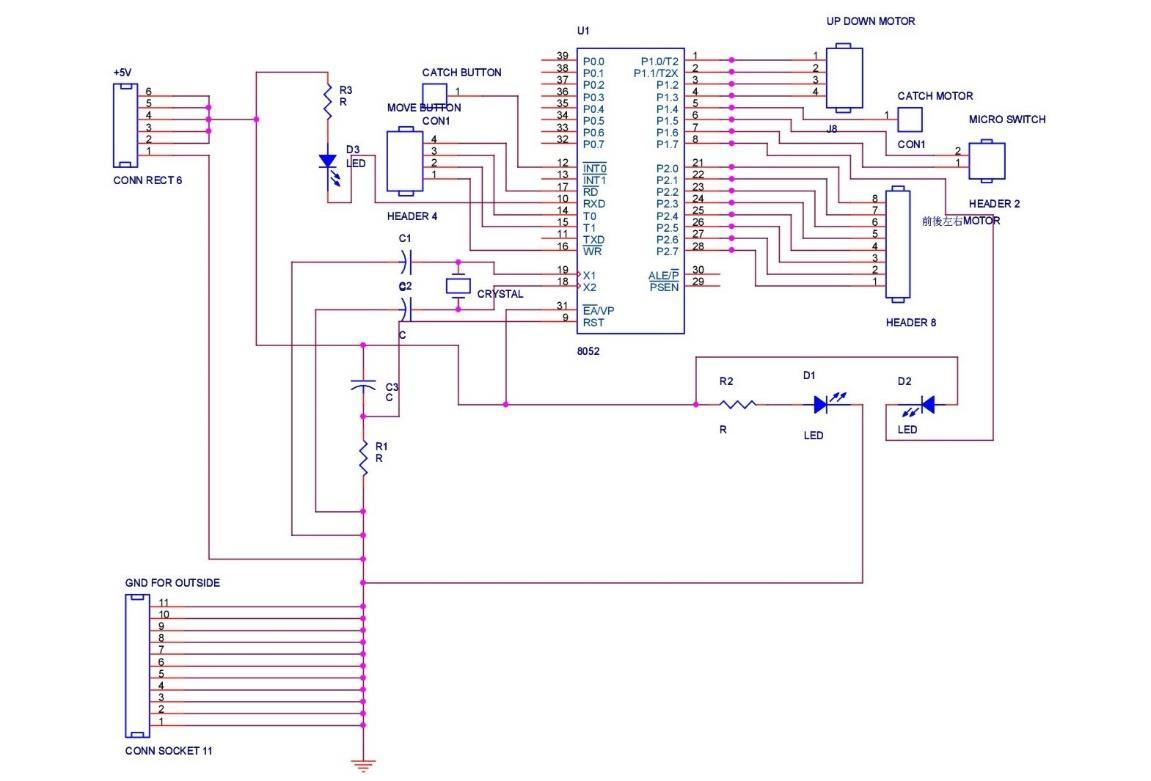 UP DOWN MOTOR
U1
+5V
CATCH BUTTON
1
MOVE BUTTON
CON1
R3
R
6
5
4
3
2
1
CONN RECT 6
D3
LED
4
3
2
1
HEADER 4
39
38
37
36
35
34
33
32
P0.0
P0.1
P0.2
P0.3
P0.4
P0.5
P0.6
P0.7
12
13
17
10
14
15
11
16
INT0
INT1
RD
RXD
T0
T1
TXD
WR
19
18
X1
X2
31
9
EA/VP
RST
P1.0/T2
P1.1/T2X
P1.2
P1.3
P1.4
P1.5
P1.6
P1.7
1
2
3
4
5
6
7
8
P2.0
P2.1
P2.2
P2.3
P2.4
P2.5
P2.6
P2.7
21
22
23
24
25
26
27
28
ALE/P
PSEN
30
29
8052
1
2
3
4
J8
CATCH MOTOR
1
CON1
MICRO SWITCH
2
1
HEADER 2
8
7
6
5
4
3
2
1
前後左右MOTOR
HEADER 8
C1
C
C2
C
CRYSTAL
C3
C
R1
R
R2
R
D1
LED
D2
LED
GND FOR OUTSIDE
11
10
9
8
7
6
5
4
3
2
1
CONN SOCKET 11